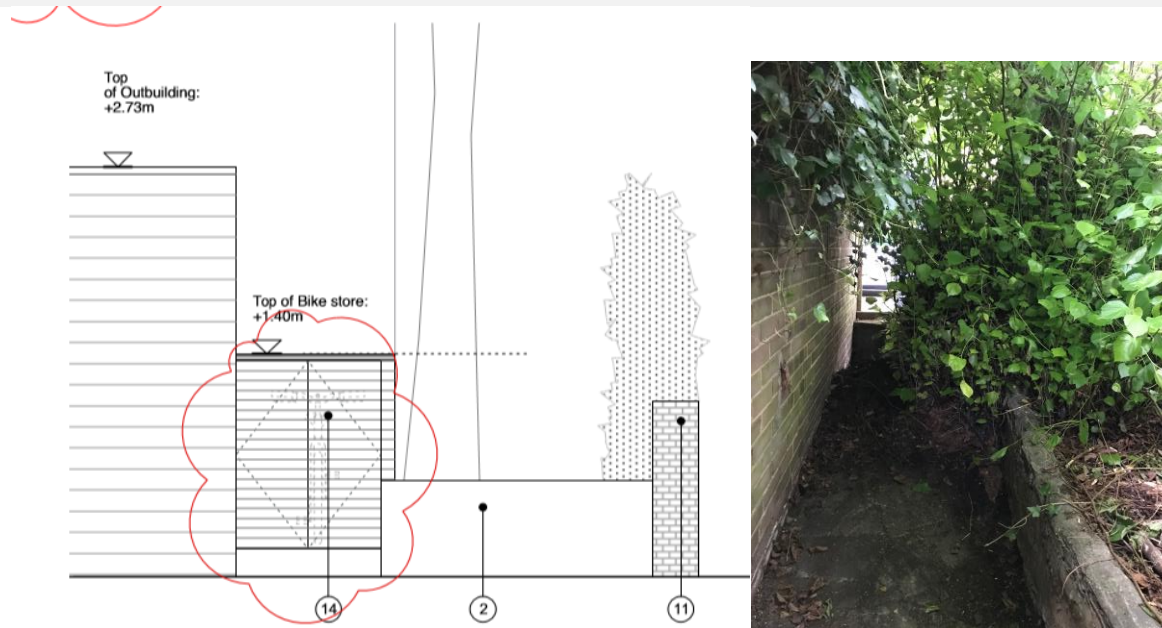 Top
of Outbuilding:
+2.73m
Top of Bike store:
+1.40m
14
2
11